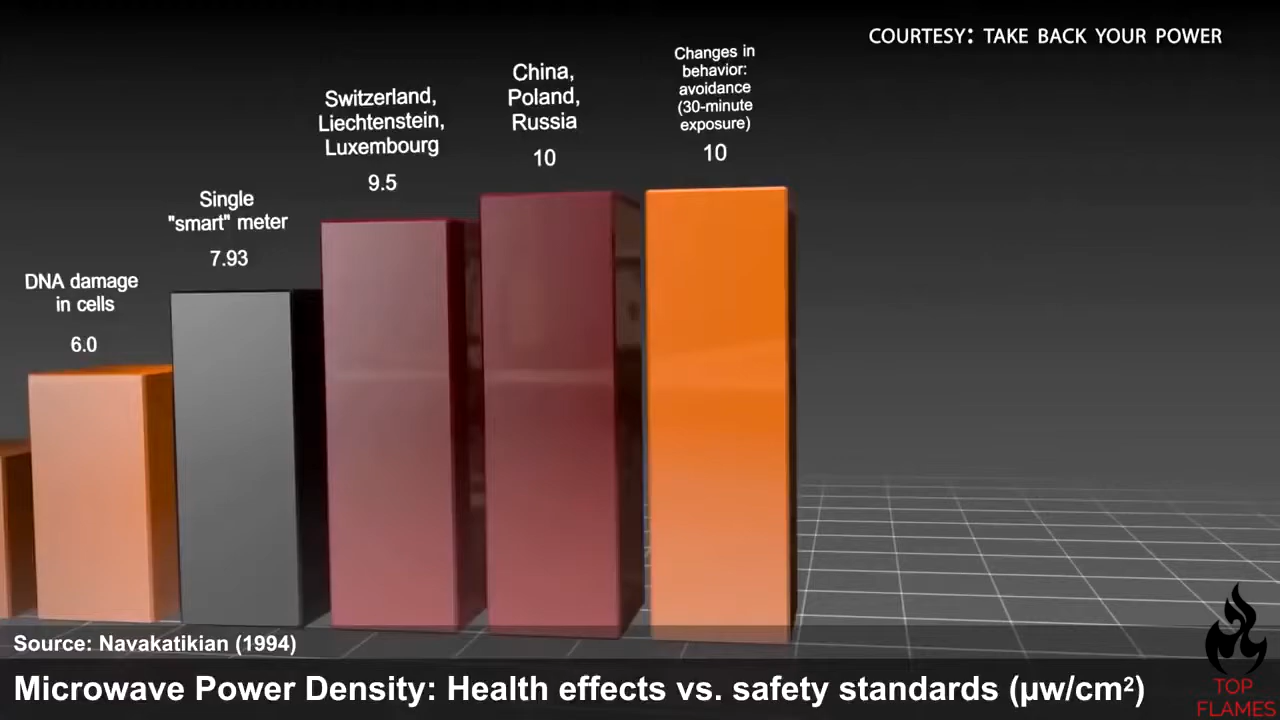 COURTESY: TAKE BACK YOUR POWER
DNA damage
in cells
6.0
Single
"smart" meter
7.93
Switzerland,
Liechtenstein,
Luxembourg
9.5
China,
Poland,
Russia
10
Changes in
behavior:
avoidance
(30-minute
exposure)
10
Source: Navakatikian (1994)
Microwave Power Density: Health effects vs. safety standards (µw/cm²)
TOP
FLAMES